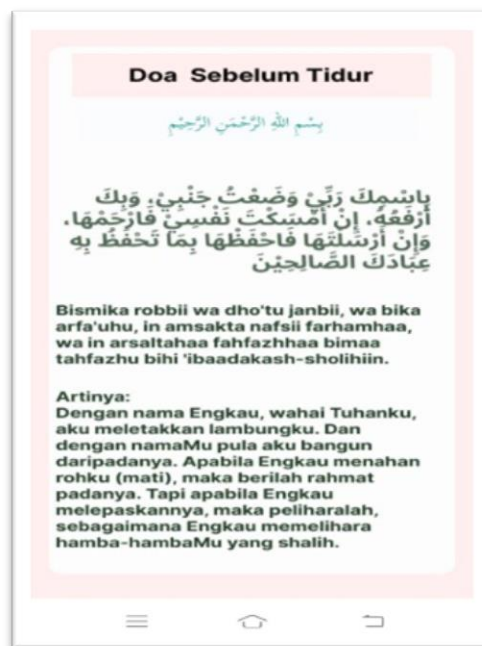 Doa Sebelum Tidur
بِسْمِ اللَّهِ الرَّحْمَنِ الرَّحِيْمِ
بِاسْمِكَ رَبِّيْ وَضَعْتُ جَنْبِيْ، وَبِكَ
أَرْفَعُهُ، إِنْ أَمْسَكْتَ نَفْسِيْ فَارْحَمْهَا،
وَإِنْ أَرْسَلْتَهَا فَاحْفَظْهَا بِمَا تَحْفَظُ بِهِ
عِبَادَكَ الصَّالِحِيْنَ
Bismika robbii wa dho'tu janbii, wa bika
arfa'uhu, in amsakta nafsii farhamhaa,
wa in arsaltahaa fahfazhhaa bimaa
tahfazhu bihi 'ibaadakash-sholihiin.
Artinya:
Dengan nama Engkau, wahai Tuhanku,
aku meletakkan lambungku. Dan
dengan namaMu pula aku bangun
daripadanya. Apabila Engkau menahan
rohku (mati), maka berilah rahmat
padanya. Tapi apabila Engkau
melepaskannya, maka peliharalah,
sebagaimana Engkau memelihara
hamba-hambaMu yang shalih.